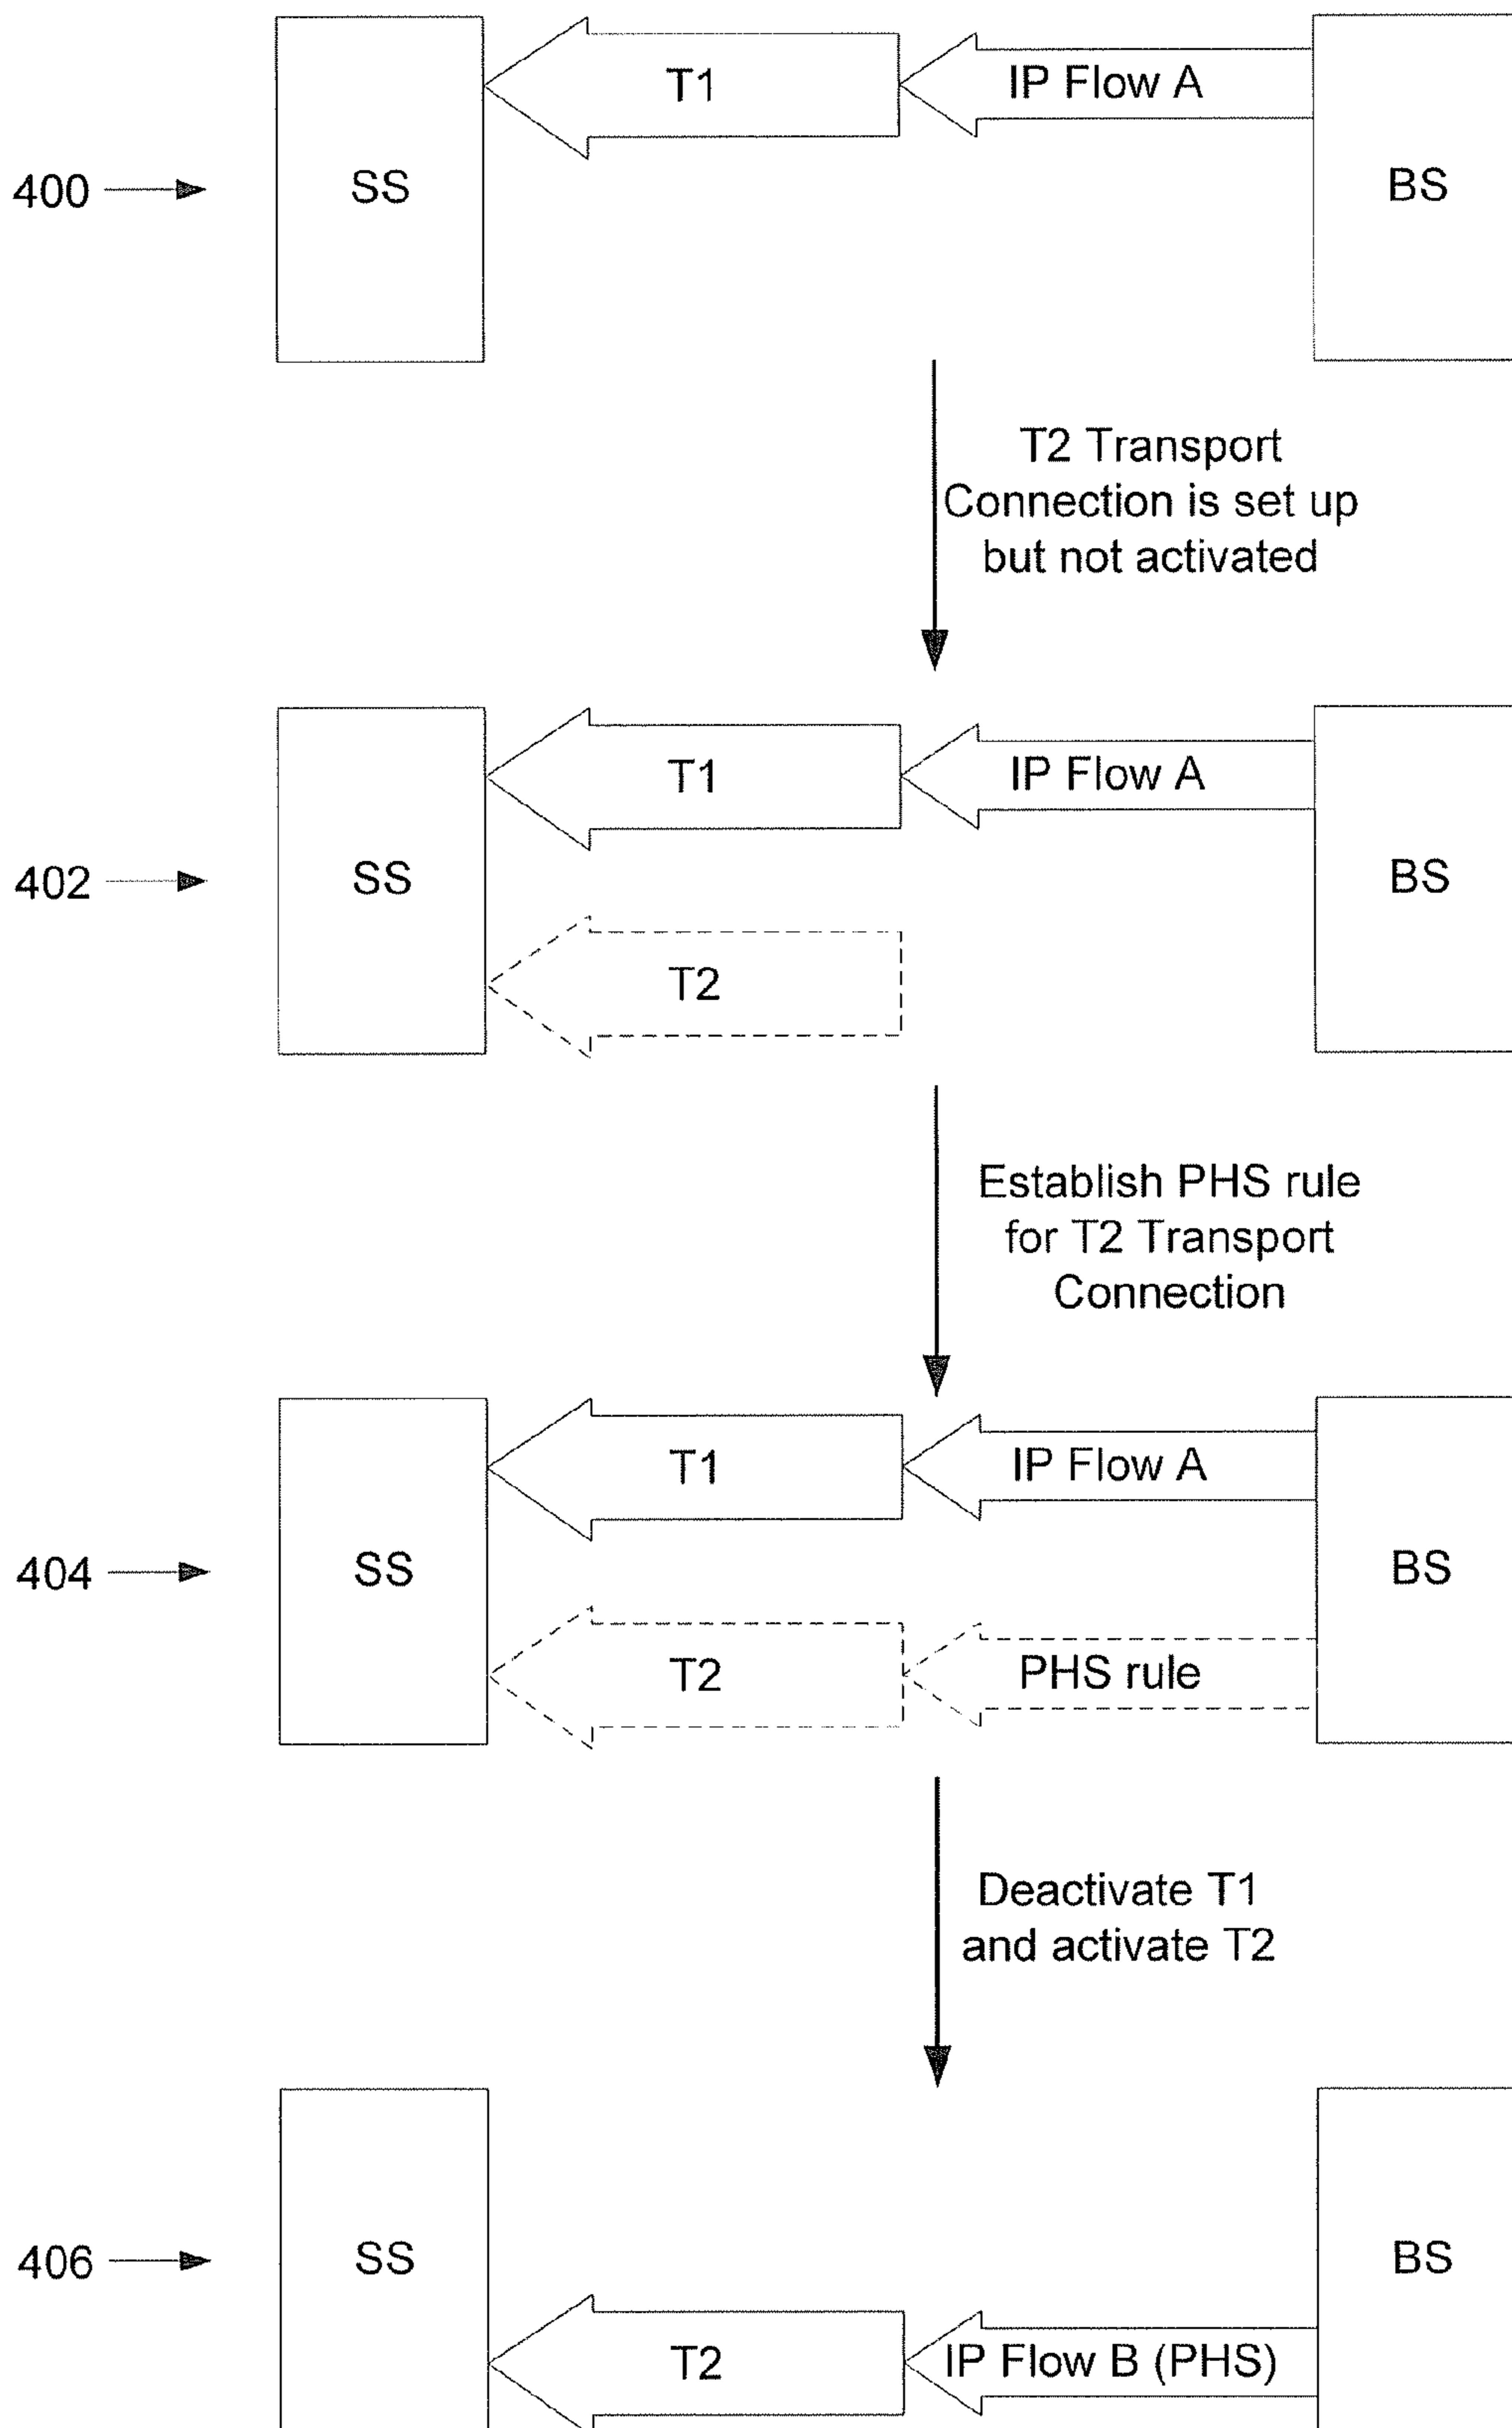 T1
IP Flow A
400
SS
BS
T2 Transport
Connection is set up
but not activated
T1
IP Flow A
402
SS
BS
T2
Establish PHS rule
for T2 Transport
Connection
T1
IP Flow A
404
SS
BS
T2
PHS rule
Deactivate T1
and activate T2
406
SS
BS
T2
IP Flow B (PHS)